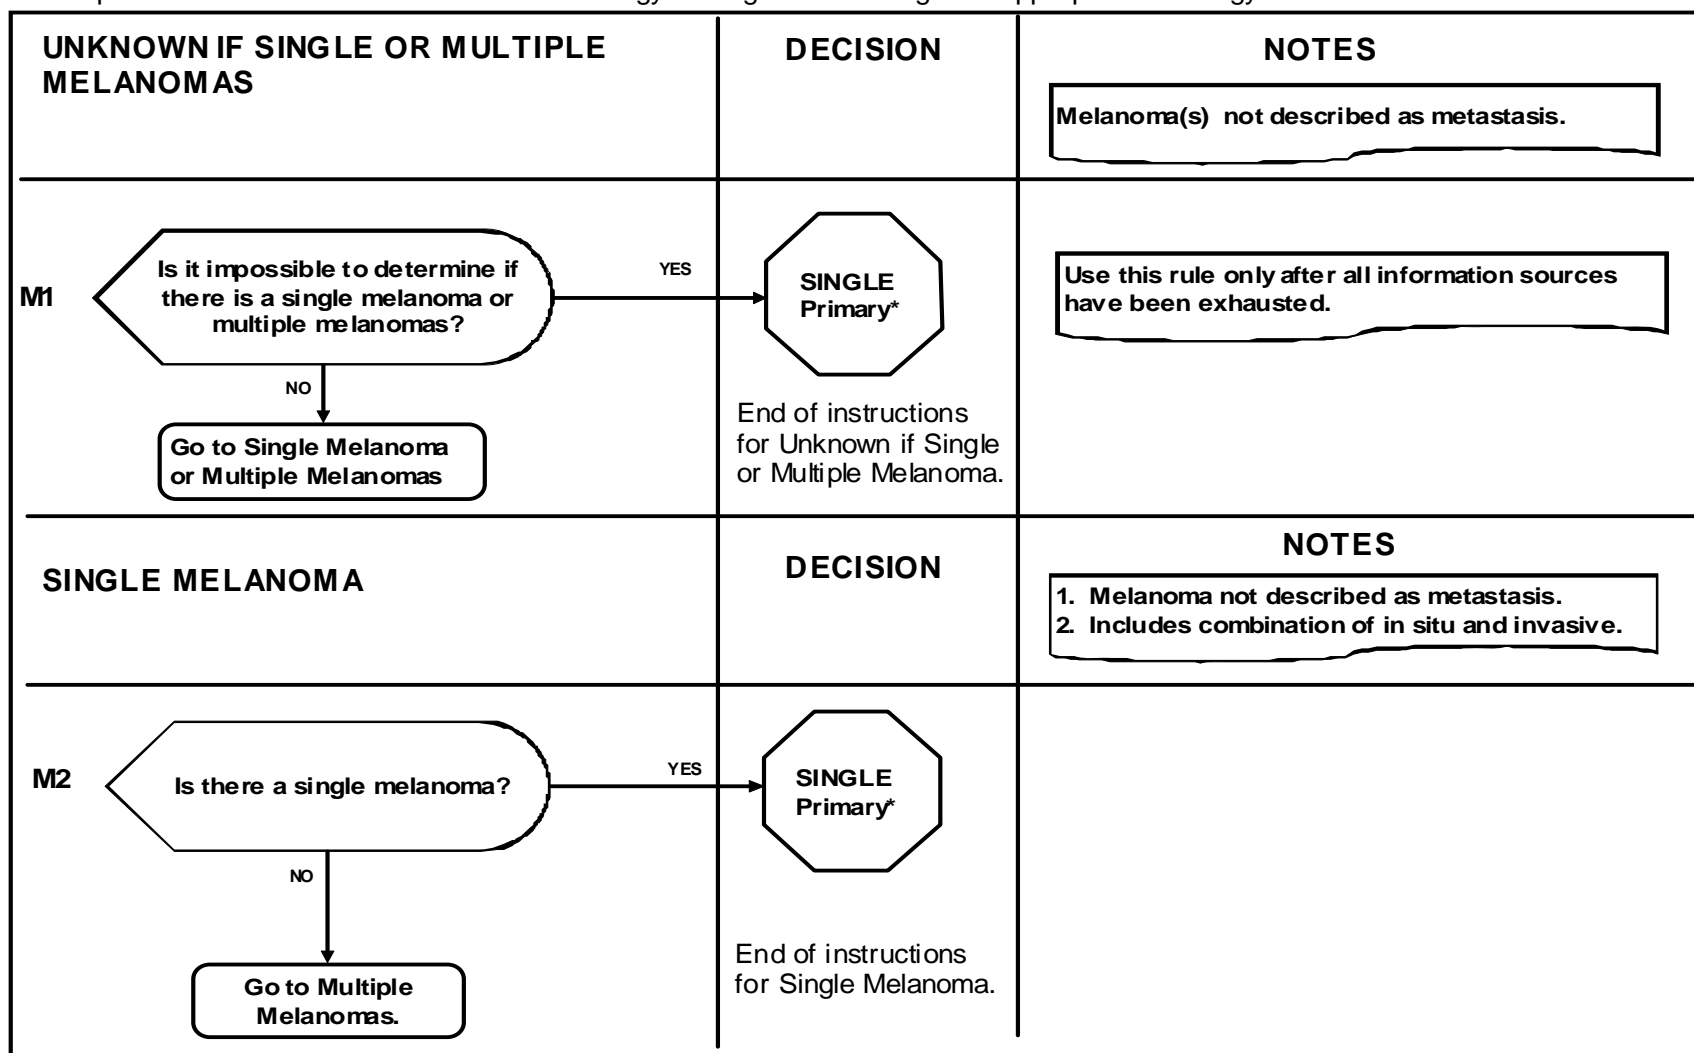 UNKNOWN IF SINGLE OR MULTIPLE
MELANOMAS
DECISION
NOTES
Melanoma(s) not described as metastasis.
M1
Is it impossible to determine if
there is a single melanoma or
multiple melanomas?
YES
SINGLE
Primary*
Use this rule only after all information sources
have been exhausted.
NO
Go to Single Melanoma
or Multiple Melanomas
End of instructions
for Unknown if Single
or Multiple Melanoma.
SINGLE MELANOMA
DECISION
NOTES
1. Melanoma not described as metastasis.
2. Includes combination of in situ and invasive.
M2
Is there a single melanoma?
YES
SINGLE
Primary*
NO
Go to Multiple
Melanomas.
End of instructions
for Single Melanoma.